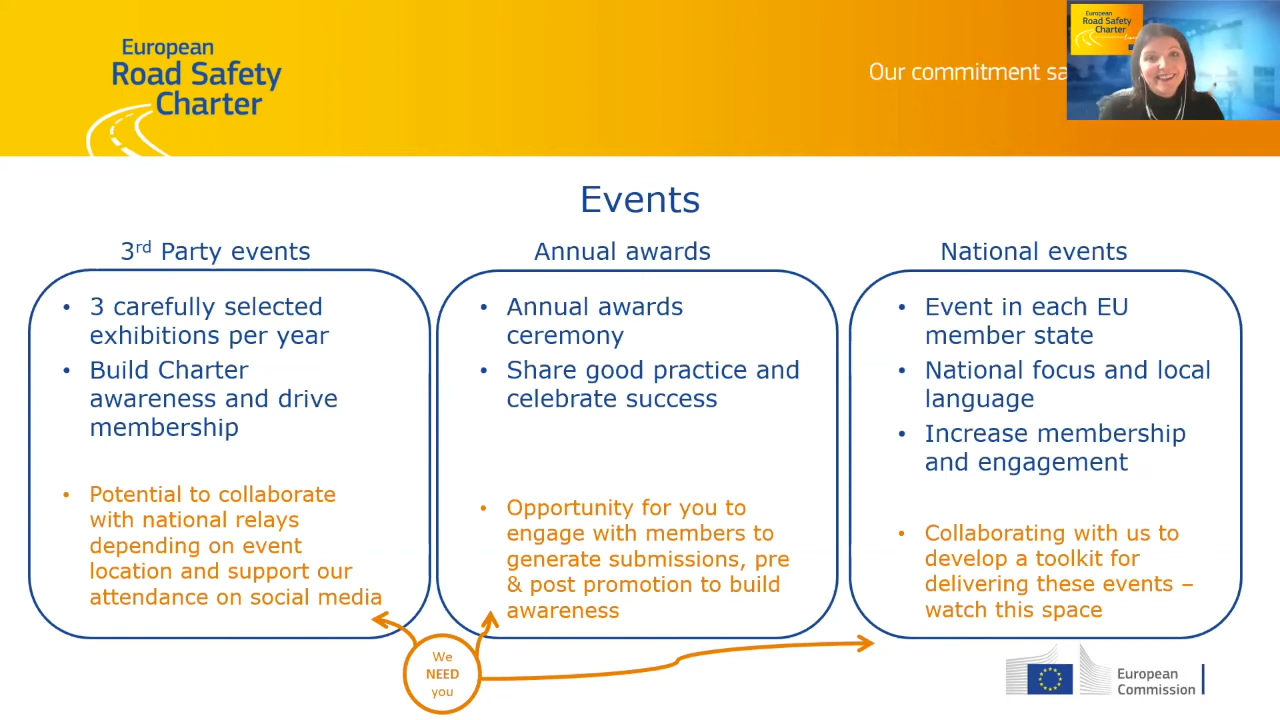 European
Road Safety
Charter
Our commitment sa
European
Road Safety
Charter
Events
3rd Party events
• 3 carefully selected
exhibitions per year
• Build Charter
awareness and drive
membership
• Potential to collaborate
with national relays
depending on event
location and support our
attendance on social media
Annual awards
• Annual awards
ceremony
• Share good practice and
celebrate success
• Opportunity for you to
engage with members to
generate submissions, pre
& post promotion to build
awareness
National events
• Event in each EU
member state
• National focus and local
language
• Increase membership
and engagement
• Collaborating with us to
develop a toolkit for
delivering these events –
watch this space
We
NEED
you
European
Commission